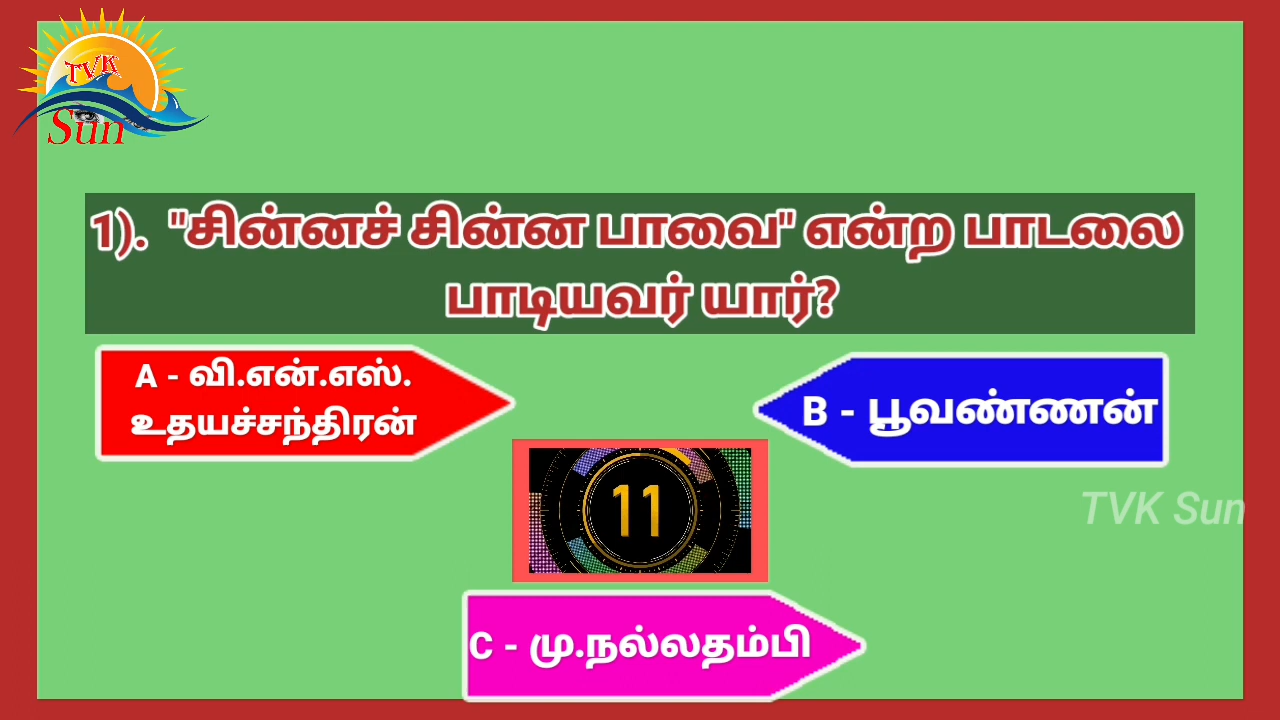 TVK
Sun
1). "சின்னச் சின்ன பாவை" என்ற பாடலை
பாடியவர் யார்?
A - வி.என்.எஸ்.
உதயச்சந்திரன்
B - பூவண்ணன்
11
TVK Sun
C - மு.நல்லதம்பி